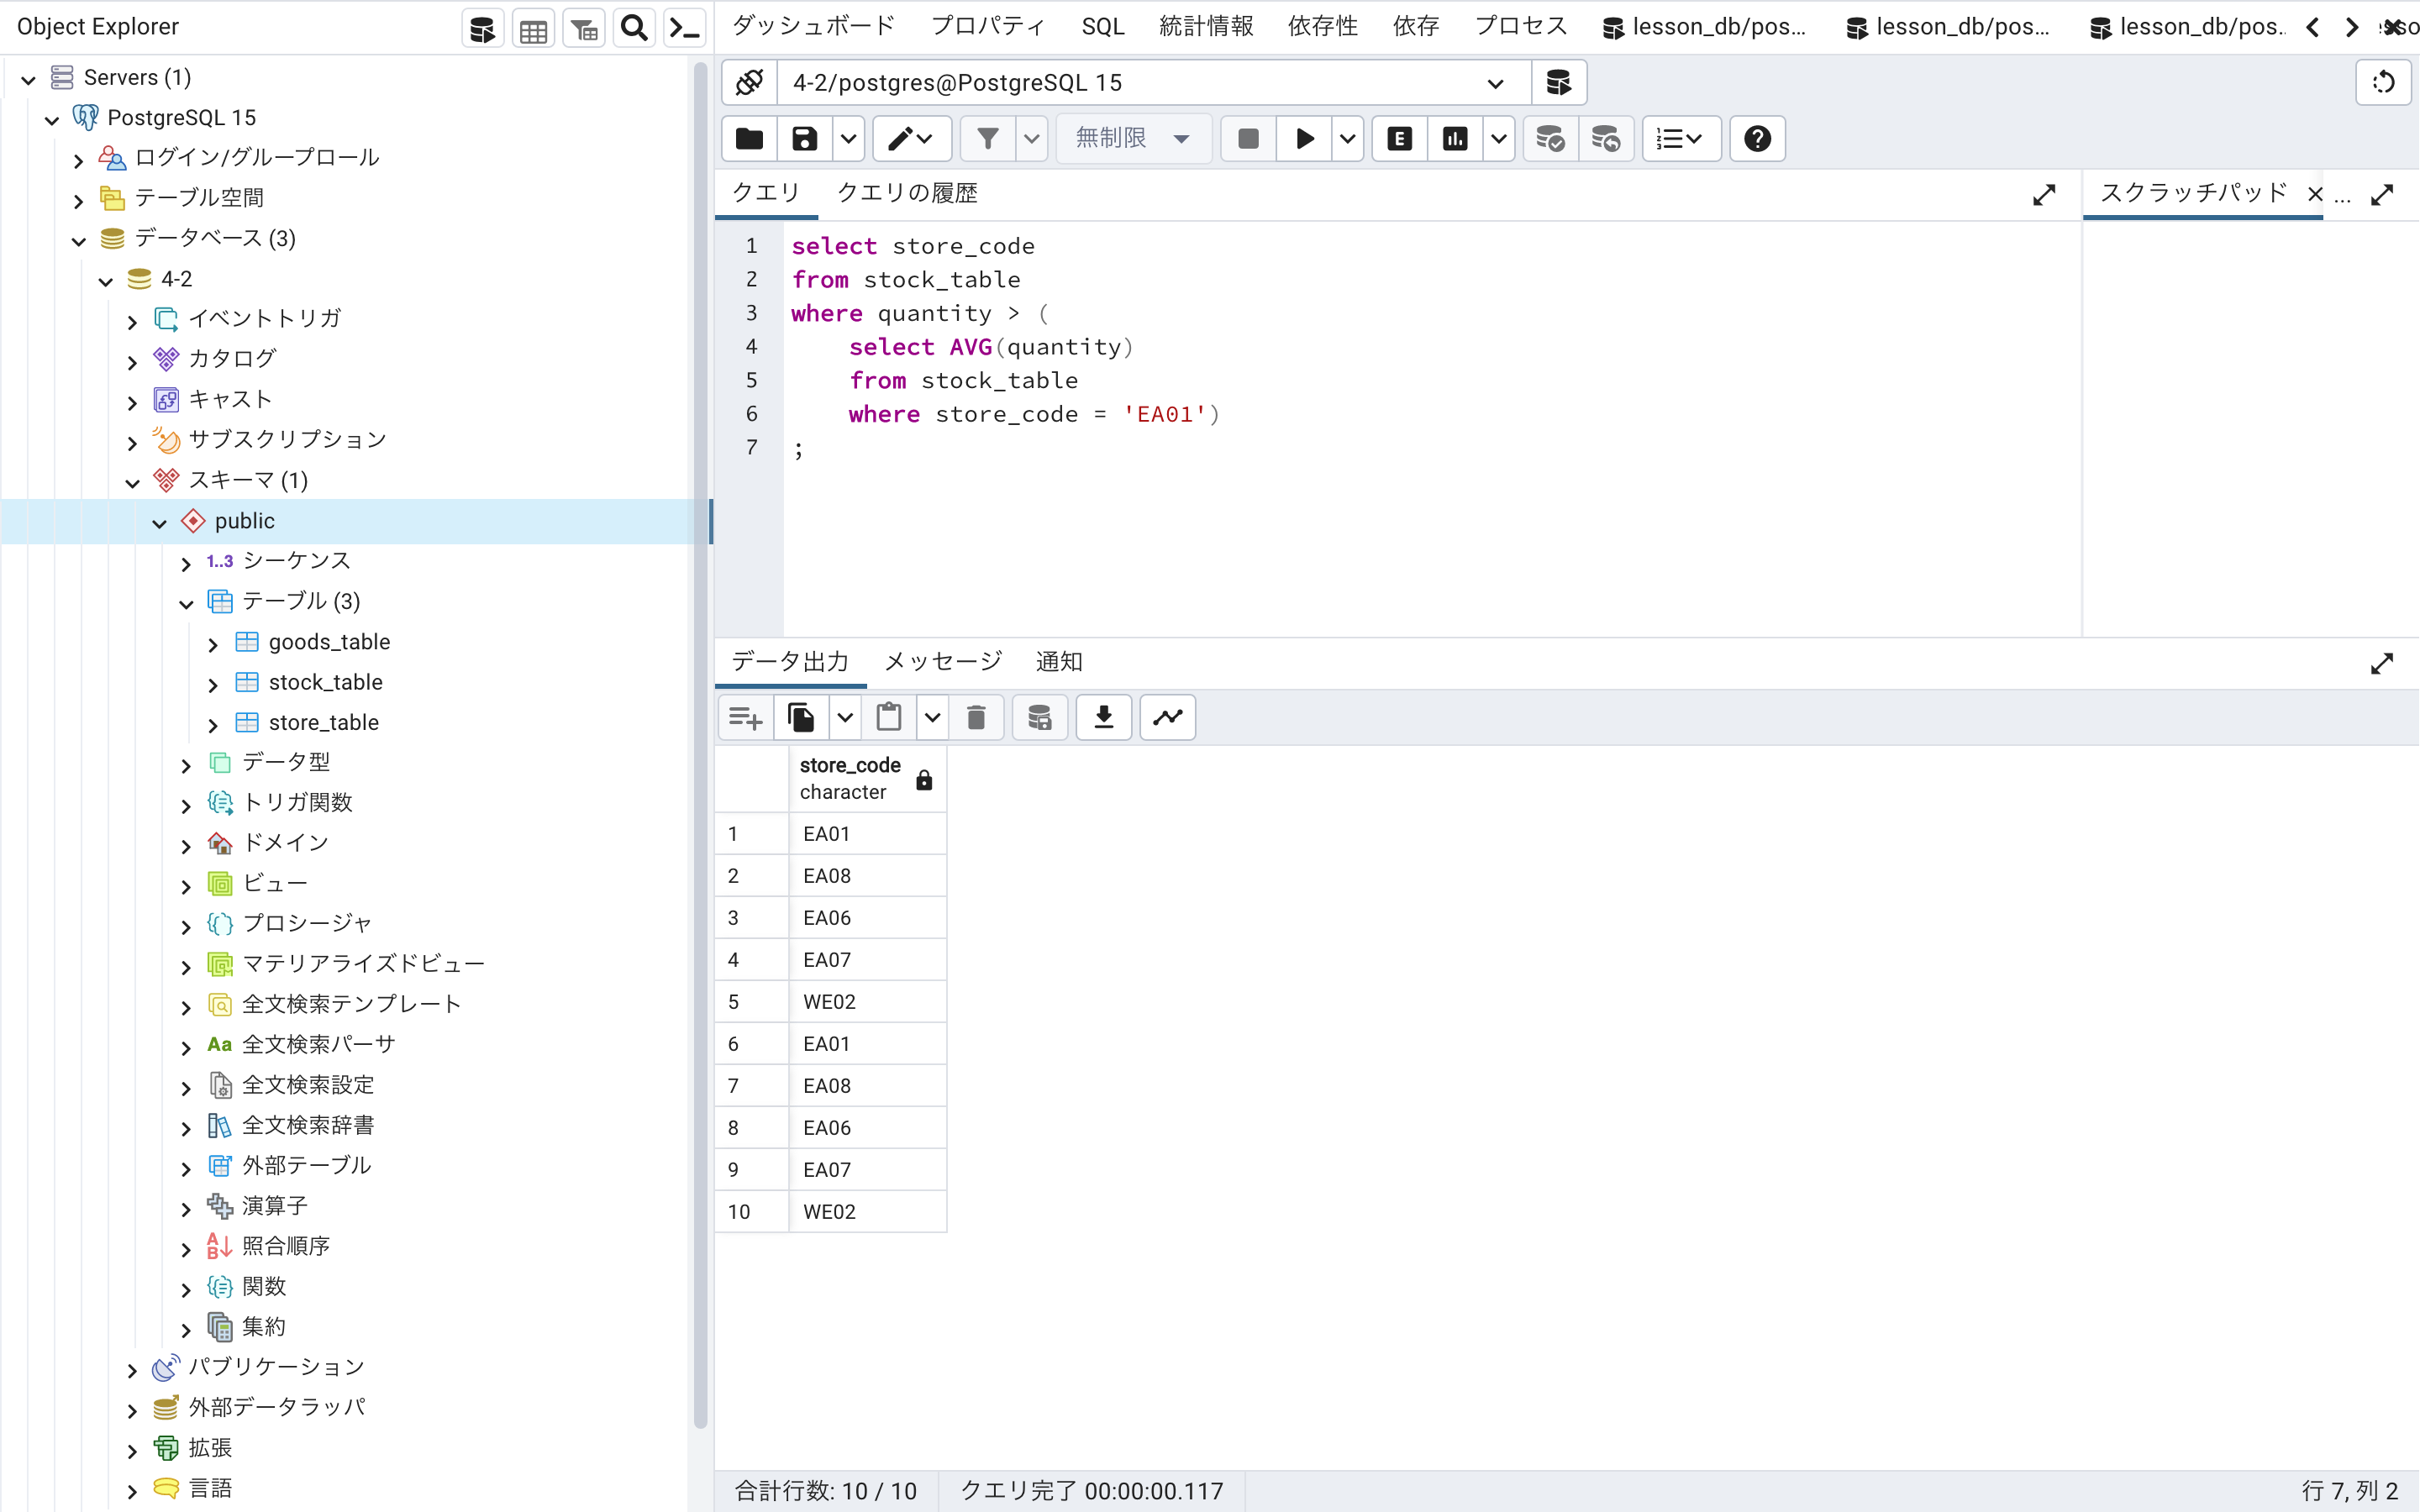 Object Explorer
Servers (1)
PostgreSQL 15
ログイン/グループロール
テーブル空間
データベース (3)
4-2
イベントトリガ
カタログ
キャスト
サブスクリプション
スキーマ (1)
public
1..3 シーケンス
テーブル (3)
goods_table
stock_table
store_table
データ型
トリガ関数
ドメイン
ビュー
プロシージャ
マテリアライズドビュー
全文検索テンプレート
Aa 全文検索パーサ
全文検索設定
全文検索辞書
外部テーブル
演算子
照合順序
関数
集約
パブリケーション
外部データラッパ
拡張
言語
ダッシュボード プロパティ SQL 統計情報 依存性 依存 プロセス lesson_db/pos... lesson_db/pos... lesson_db/pos..
4-2/postgres@PostgreSQL 15
無制限 E
クエリ クエリの履歴 スクラッチパッド ...
1 select store_code
2 from stock_table
3 where quantity > (
4 select AVG(quantity)
5 from stock_table
6 where store_code = 'EA01')
7 ;
データ出力 メッセージ 通知
store_code
character
1 EA01
2 EA08
3 EA06
4 EA07
5 WE02
6 EA01
7 EA08
8 EA06
9 EA07
10 WE02
合計行数: 10 / 10 クエリ完了 00:00:00.117 行 7, 列 2